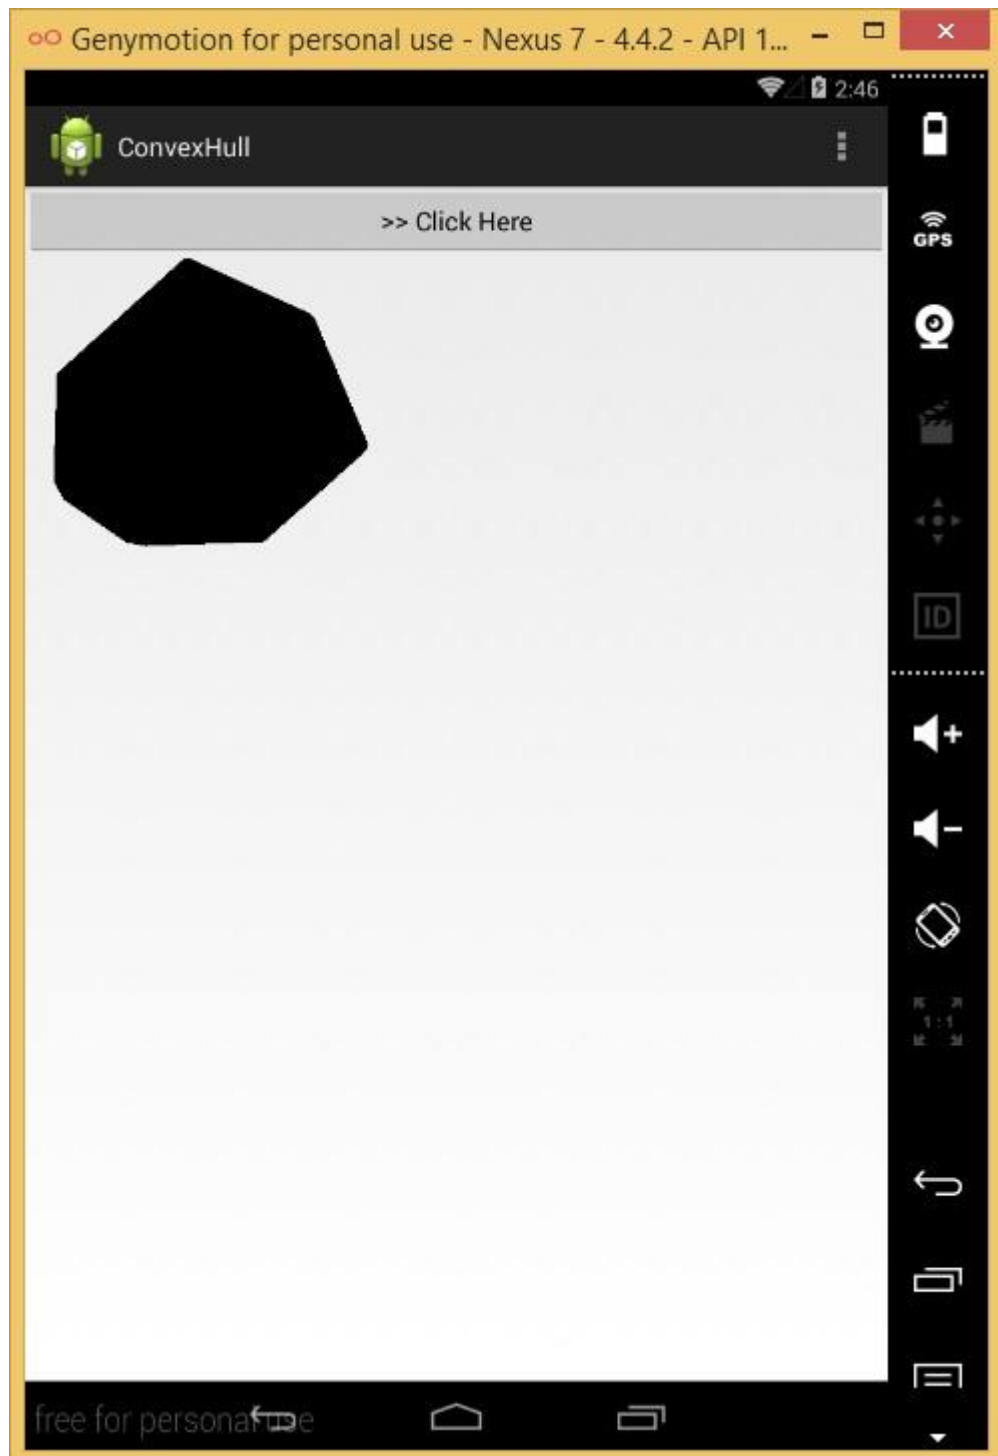 Genymotion for personal use - Nexus 7 - 4.4.2 - API 1...
2:46
ConvexHull
>> Click Here
GPS
ID
1:1
free for personal use